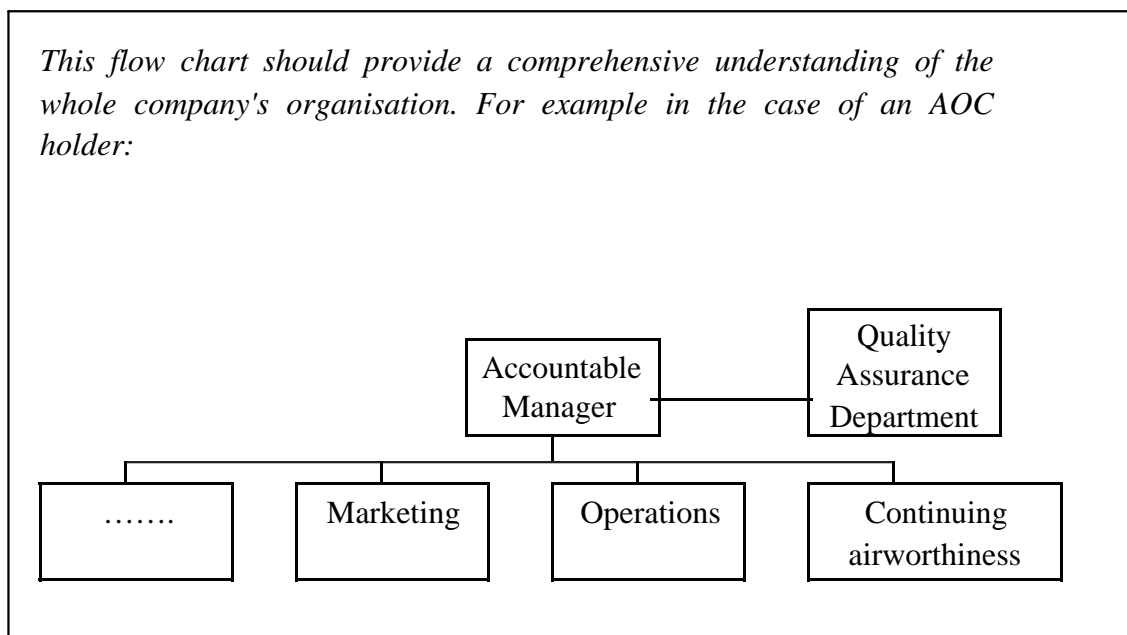 This flow chart should provide a comprehensive understanding of the
whole company's organisation. For example in the case of an AOC
holder:
Quality
Assurance
Department
Accountable
Manager
…….
Marketing
Operations
Continuing
airworthiness